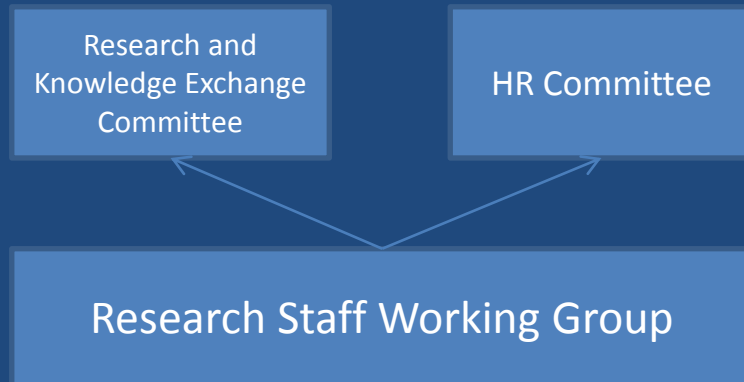 Research and
Knowledge Exchange
Committee
HR Committee
Research Staff Working Group